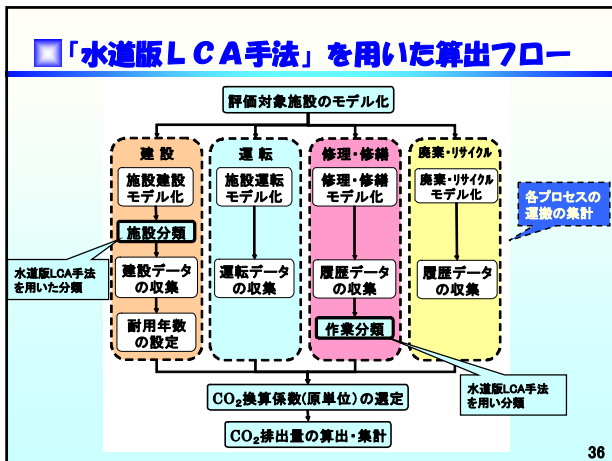 「水道版LCA手法」を用いた算出フロー
評価対象施設のモデル化
建 設
運 転
修理・修繕
廃棄・リサイクル
施設建設
モデル化
施設運転
モデル化
修理・修繕
モデル化
廃棄・リサイクル
モデル化
各プロセスの
運搬の集計
施設分類
水道版LCA手法
を用いた分類
建設データ
の収集
運転データ
の収集
履歴データ
の収集
履歴データ
の収集
耐用年数
の設定
作業分類
水道版LCA手法
を用い分類
CO₂換算係数(原単位)の選定
CO₂排出量の算出・集計
36